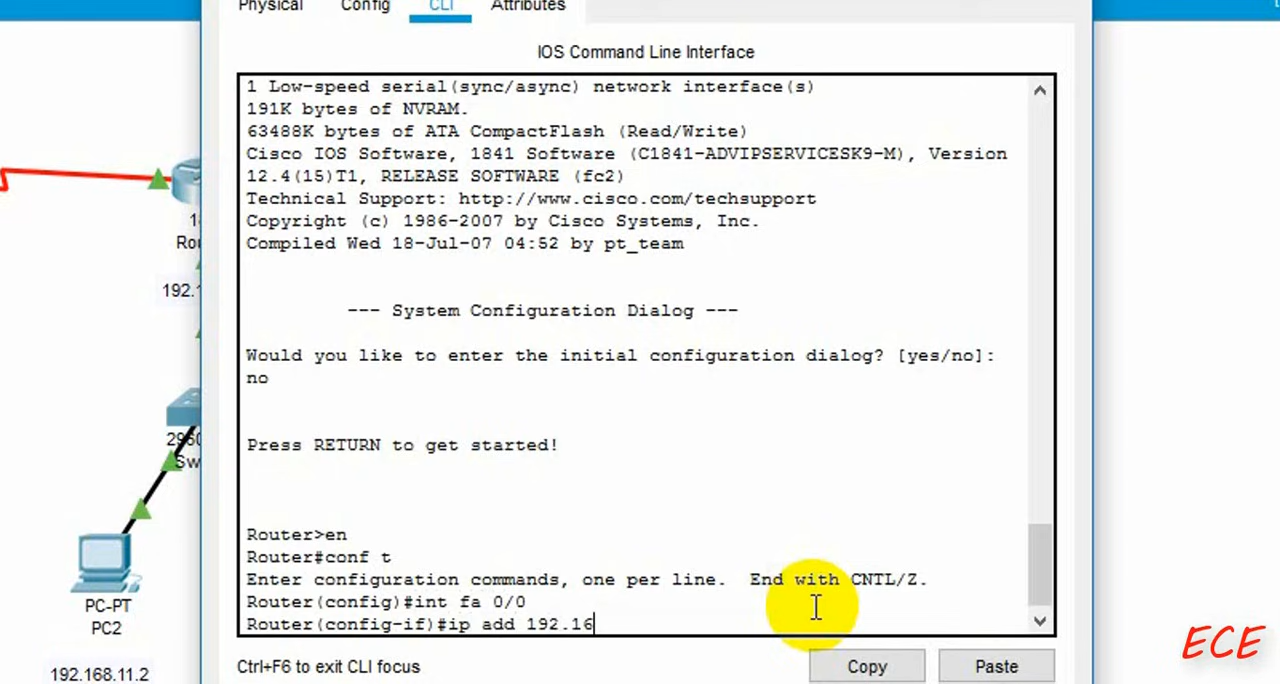 Physical Config CLI Attributes
IOS Command Line Interface
1 Low-speed serial(sync/async) network interface(s)
191K bytes of NVRAM.
63488K bytes of ATA CompactFlash (Read/Write)
Cisco IOS Software, 1841 Software (C1841-ADVIPSERVICESK9-M), Version
12.4(15)T1, RELEASE SOFTWARE (fc2)
Technical Support: http://www.cisco.com/techsupport
Copyright (c) 1986-2007 by Cisco Systems, Inc.
Compiled Wed 18-Jul-07 04:52 by pt_team
--- System Configuration Dialog ---
Would you like to enter the initial configuration dialog? [yes/no]:
no
Press RETURN to get started!
Router>en
Router#conf t
Enter configuration commands, one per line.  End with CNTL/Z.
Router(config)#int fa 0/0
Router(config-if)#ip add 192.16
Ctrl+F6 to exit CLI focus
Copy
Paste
PC-PT
PC2
192.168.11.2
ECE